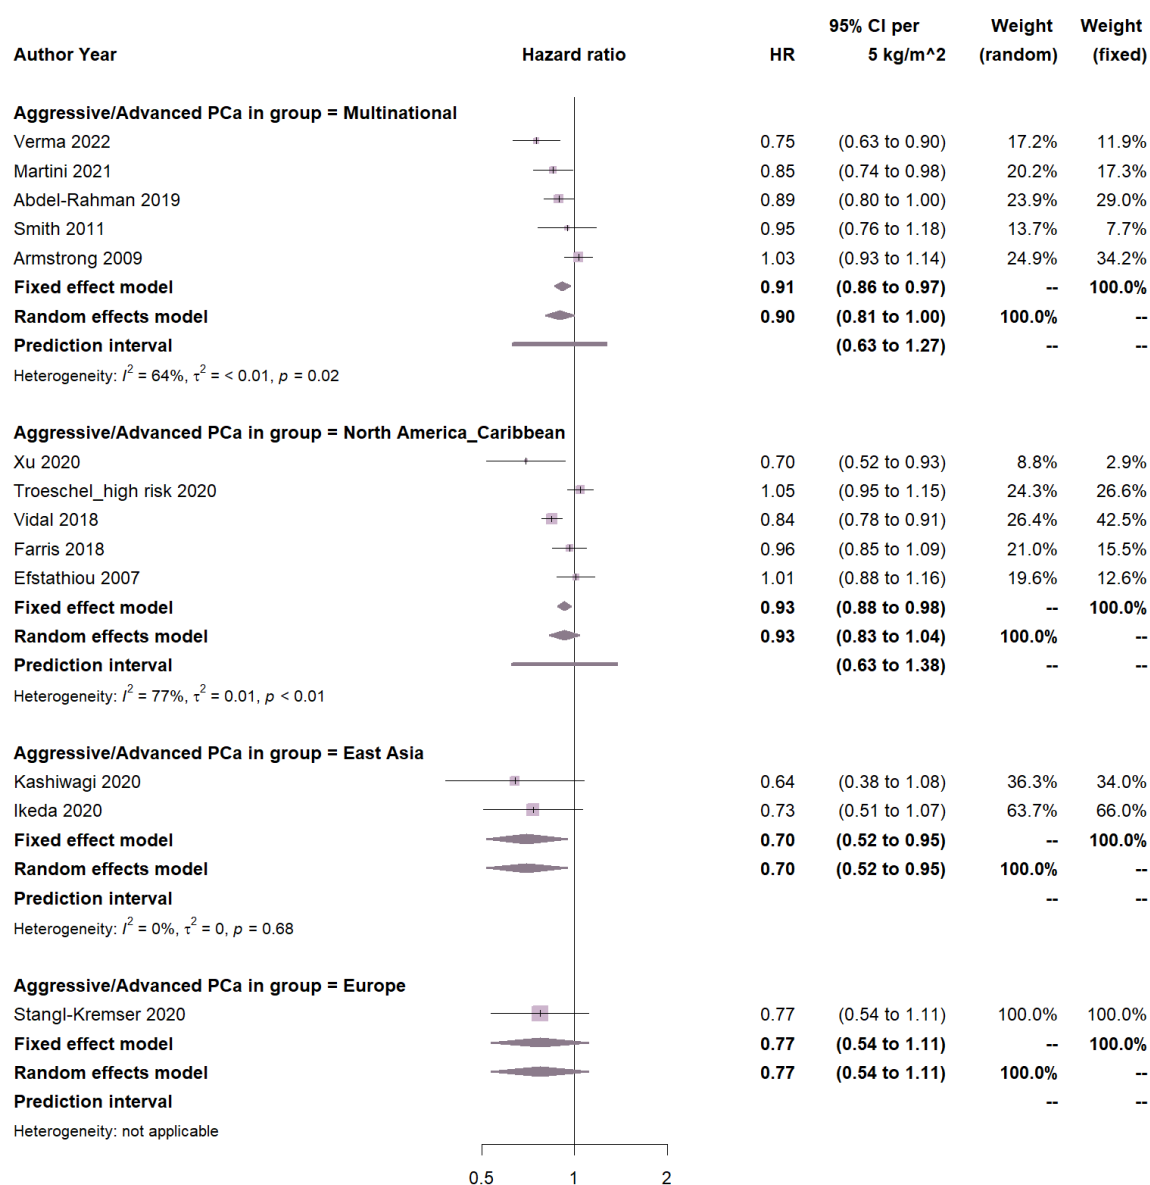 95% CI per Weight Weight
Author Year Hazard ratio HR 5 kg/m^2 (random) (fixed)
Aggressive/Advanced PCa in group = Multinational
Verma 2022 0.75 (0.63 to 0.90) 17.2% 11.9%
Martini 2021 0.85 (0.74 to 0.98) 20.2% 17.3%
Abdel-Rahman 2019 0.89 (0.80 to 1.00) 23.9% 29.0%
Smith 2011 0.95 (0.76 to 1.18) 13.7% 7.7%
Armstrong 2009 1.03 (0.93 to 1.14) 24.9% 34.2%
Fixed effect model 0.91 (0.86 to 0.97) -- 100.0%
Random effects model 0.90 (0.81 to 1.00) 100.0% --
Prediction interval (0.63 to 1.27) -- --
Heterogeneity: I² = 64%, τ² = < 0.01, p = 0.02
Aggressive/Advanced PCa in group = North America_Caribbean
Xu 2020 0.70 (0.52 to 0.93) 8.8% 2.9%
Troeschel_high risk 2020 1.05 (0.95 to 1.15) 24.3% 26.6%
Vidal 2018 0.84 (0.78 to 0.91) 26.4% 42.5%
Farris 2018 0.96 (0.85 to 1.09) 21.0% 15.5%
Efstathiou 2007 1.01 (0.88 to 1.16) 19.6% 12.6%
Fixed effect model 0.93 (0.88 to 0.98) -- 100.0%
Random effects model 0.93 (0.83 to 1.04) 100.0% --
Prediction interval (0.63 to 1.38) -- --
Heterogeneity: I² = 77%, τ² = 0.01, p < 0.01
Aggressive/Advanced PCa in group = East Asia
Kashiwagi 2020 0.64 (0.38 to 1.08) 36.3% 34.0%
Ikeda 2020 0.73 (0.51 to 1.07) 63.7% 66.0%
Fixed effect model 0.70 (0.52 to 0.95) -- 100.0%
Random effects model 0.70 (0.52 to 0.95) 100.0% --
Prediction interval -- --
Heterogeneity: I² = 0%, τ² = 0, p = 0.68
Aggressive/Advanced PCa in group = Europe
Stangl-Kremser 2020 0.77 (0.54 to 1.11) 100.0% 100.0%
Fixed effect model 0.77 (0.54 to 1.11) -- 100.0%
Random effects model 0.77 (0.54 to 1.11) 100.0% --
Prediction interval -- --
Heterogeneity: not applicable
0.5 1 2